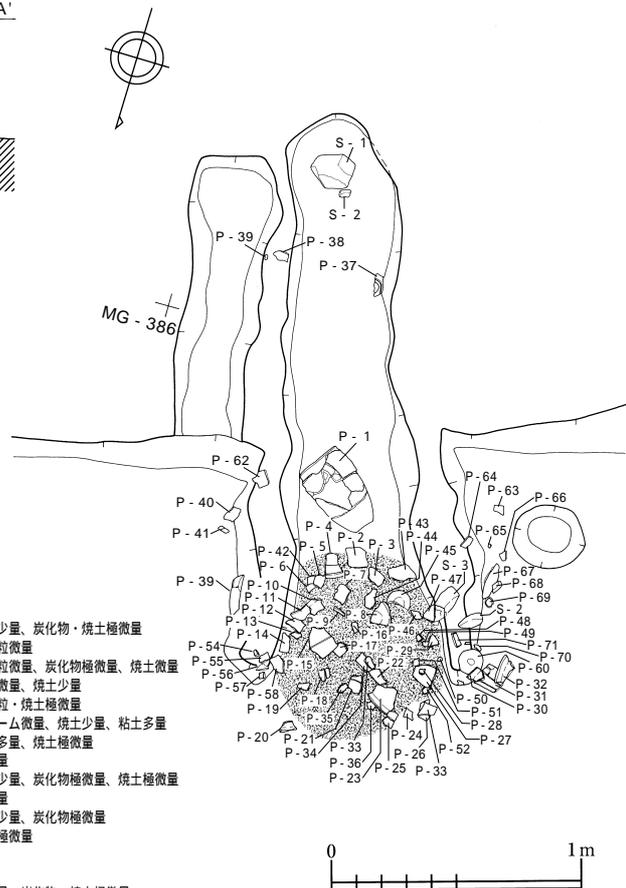 A'
S - 1
S - 2
P - 39
P - 38
P - 37
MG - 386
P - 1
P - 62
P - 64
P - 63
P - 66
P - 40
P - 41
P - 65
P - 4
P - 2
P - 3
P - 43
P - 44
P - 42
P - 5
P - 45
P - 6
P - 7
S - 3
P - 67
P - 39
P - 10
P - 47
P - 68
P - 11
P - 69
P - 12
S - 2
P - 13
P - 9
P - 8
P - 48
P - 14
P - 16
P - 46
P - 49
P - 54
P - 17
P - 29
P - 71
P - 55
P - 15
P - 22
P - 70
P - 56
P - 60
P - 57
P - 58
P - 32
P - 19
P - 18
P - 50
P - 31
P - 35
P - 51
P - 30
P - 20
P - 21
P - 24
P - 28
P - 34
P - 33
P - 26
P - 52
P - 27
P - 36
P - 25
P - 33
P - 23
少量、炭化物・焼土極微量
粒微量
粒微量、炭化物極微量、焼土微量
微量、焼土少量
粒・焼土極微量
ーム微量、焼土少量、粘土多量
多量、焼土極微量
量
少量、炭化物極微量、焼土極微量
量
少量、炭化物極微量
極微量
0 1m